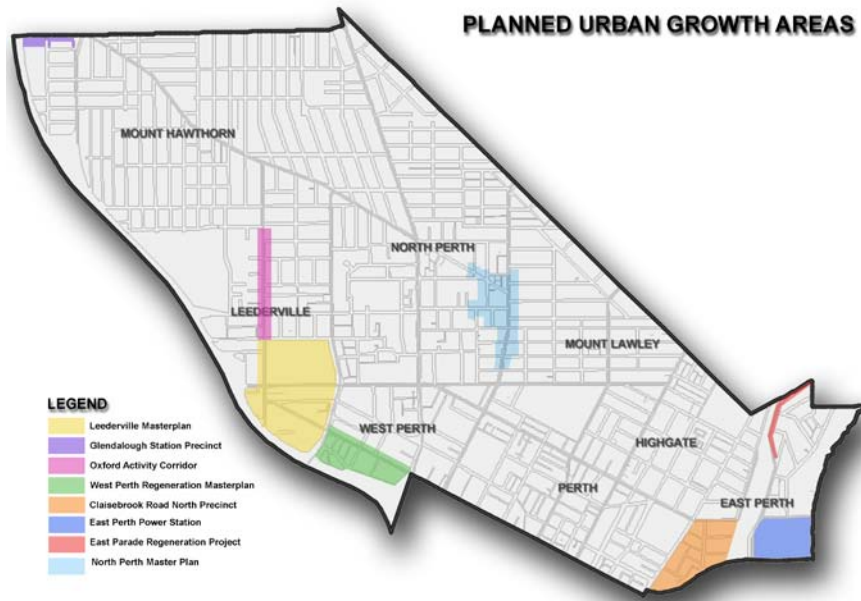 PLANNED URBAN GROWTH AREAS
MOUNT HAWTHORN
NORTH PERTH
LEEDERVILLE
MOUNT LAWLEY
WEST PERTH
HIGHGATE
PERTH
EAST PERTH
LEGEND
Leederville Masterplan
Glendalough Station Precinct
Oxford Activity Corridor
West Perth Regeneration Masterplan
Claisebrook Road North Precinct
East Perth Power Station
East Parade Regeneration Project
North Perth Master Plan